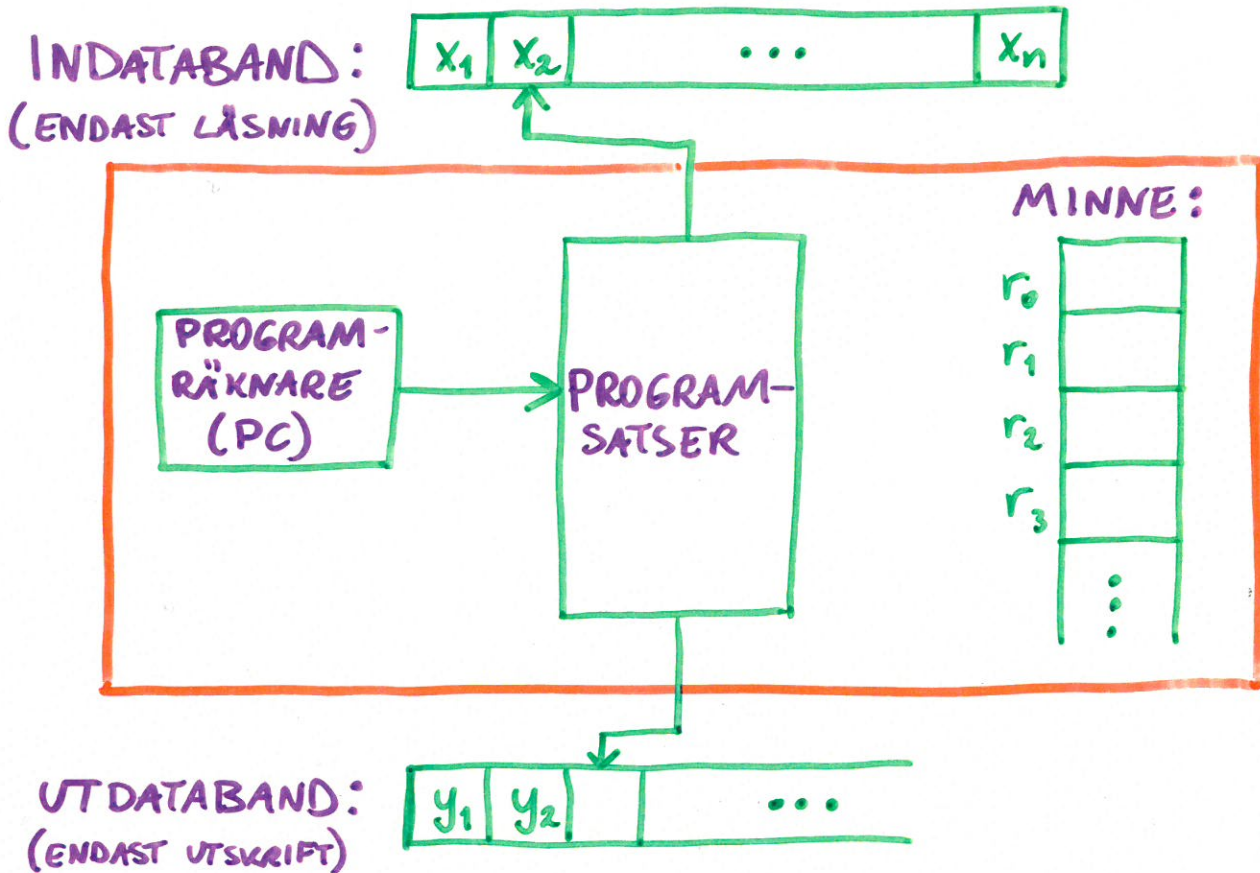 INDATABAND:
(ENDAST LÄSNING)
x₁ x₂ ... xₙ
MINNE:
r₀
r₁
r₂
r₃
⋮
PROGRAM-
RÄKNARE
(PC)
PROGRAM-
SATSER
UTDATABAND:
(ENDAST UTSKRIFT)
y₁ y₂ ...